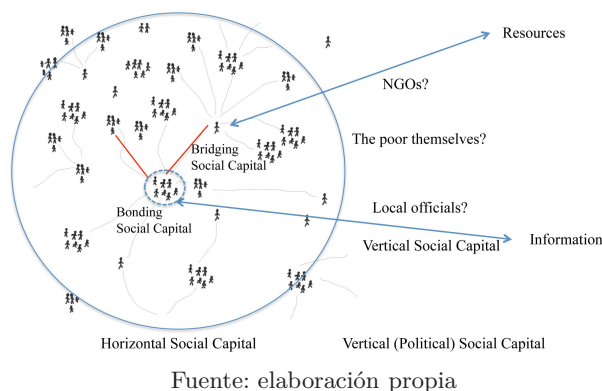 Resources
NGOs?
The poor themselves?
Bridging
Social Capital
Bonding
Social Capital
Local officials?
Vertical Social Capital
Information
Horizontal Social Capital
Vertical (Political) Social Capital
Fuente: elaboración propia